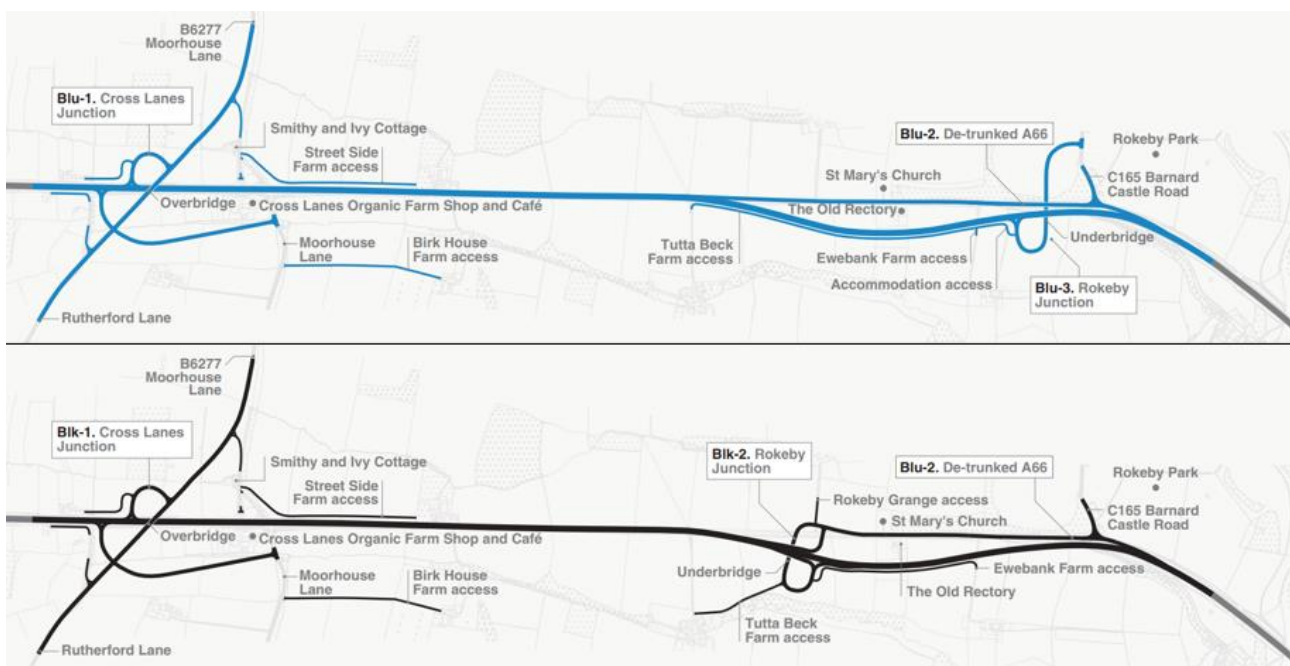 B6277
Moorhouse
Lane
Blu-1. Cross Lanes
Junction
Smithy and Ivy Cottage
Street Side
Farm access
Overbridge
Cross Lanes Organic Farm Shop and Café
Moorhouse
Lane
Birk House
Farm access
Rutherford Lane
Blu-2. De-trunked A66
Rokeby Park
St Mary's Church
C165 Barnard
Castle Road
The Old Rectory
Tutta Beck
Farm access
Underbridge
Ewebank Farm access
Accommodation access
Blu-3. Rokeby
Junction
B6277
Moorhouse
Lane
Blk-1. Cross Lanes
Junction
Smithy and Ivy Cottage
Street Side
Farm access
Overbridge
Cross Lanes Organic Farm Shop and Café
Moorhouse
Lane
Birk House
Farm access
Rutherford Lane
Blk-2. Rokeby
Junction
Blu-2. De-trunked A66
Rokeby Park
Rokeby Grange access
St Mary's Church
C165 Barnard
Castle Road
Underbridge
Ewebank Farm access
The Old Rectory
Tutta Beck
Farm access